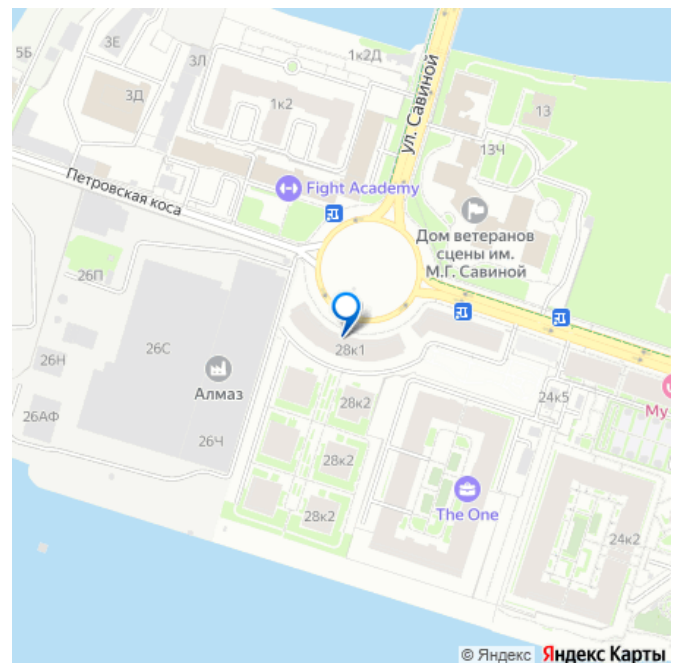 5Б
3Е
3Л
1к2Д
3Д
1к2
ул. Савиной
13
13Ч
Петровская коса
Fight Academy
Дом ветеранов
сцены им.
М.Г. Савиной
26П
26С
28к1
26Н
Алмаз
28к2
24к5
My
26АФ
26Ч
28к2
The One
28к2
24к2
© Яндекс Яндекс Карты